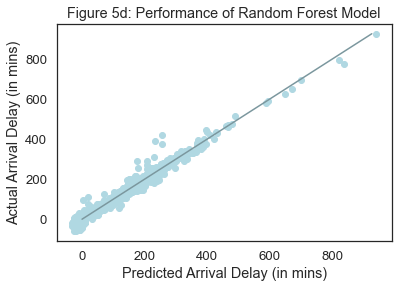 Figure 5d: Performance of Random Forest Model
Actual Arrival Delay (in mins)
800
600
400
200
0
0 200 400 600 800
Predicted Arrival Delay (in mins)